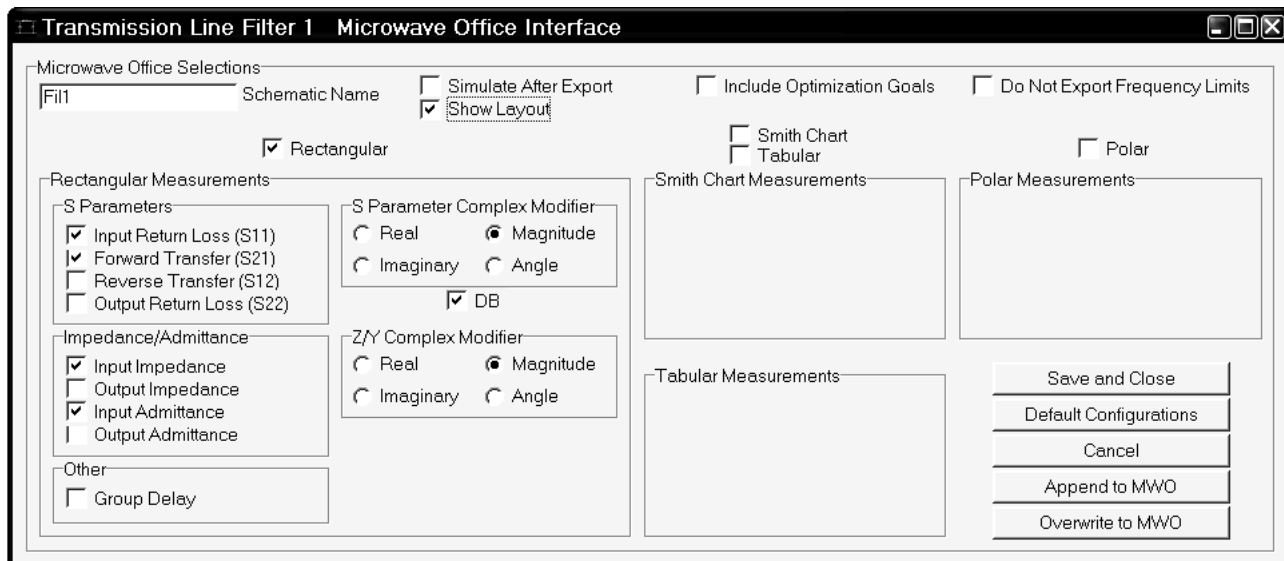 Transmission Line Filter 1 Microwave Office Interface
Microwave Office Selections
Fil1 Schematic Name
Simulate After Export
Show Layout
Include Optimization Goals
Do Not Export Frequency Limits
Rectangular
Smith Chart
Tabular
Polar
Rectangular Measurements
S Parameters
Input Return Loss (S11)
Forward Transfer (S21)
Reverse Transfer (S12)
Output Return Loss (S22)
S Parameter Complex Modifier
Real Magnitude
Imaginary Angle
DB
Impedance/Admittance
Input Impedance
Output Impedance
Input Admittance
Output Admittance
Z/Y Complex Modifier
Real Magnitude
Imaginary Angle
Other
Group Delay
Smith Chart Measurements
Polar Measurements
Tabular Measurements
Save and Close
Default Configurations
Cancel
Append to MWO
Overwrite to MWO